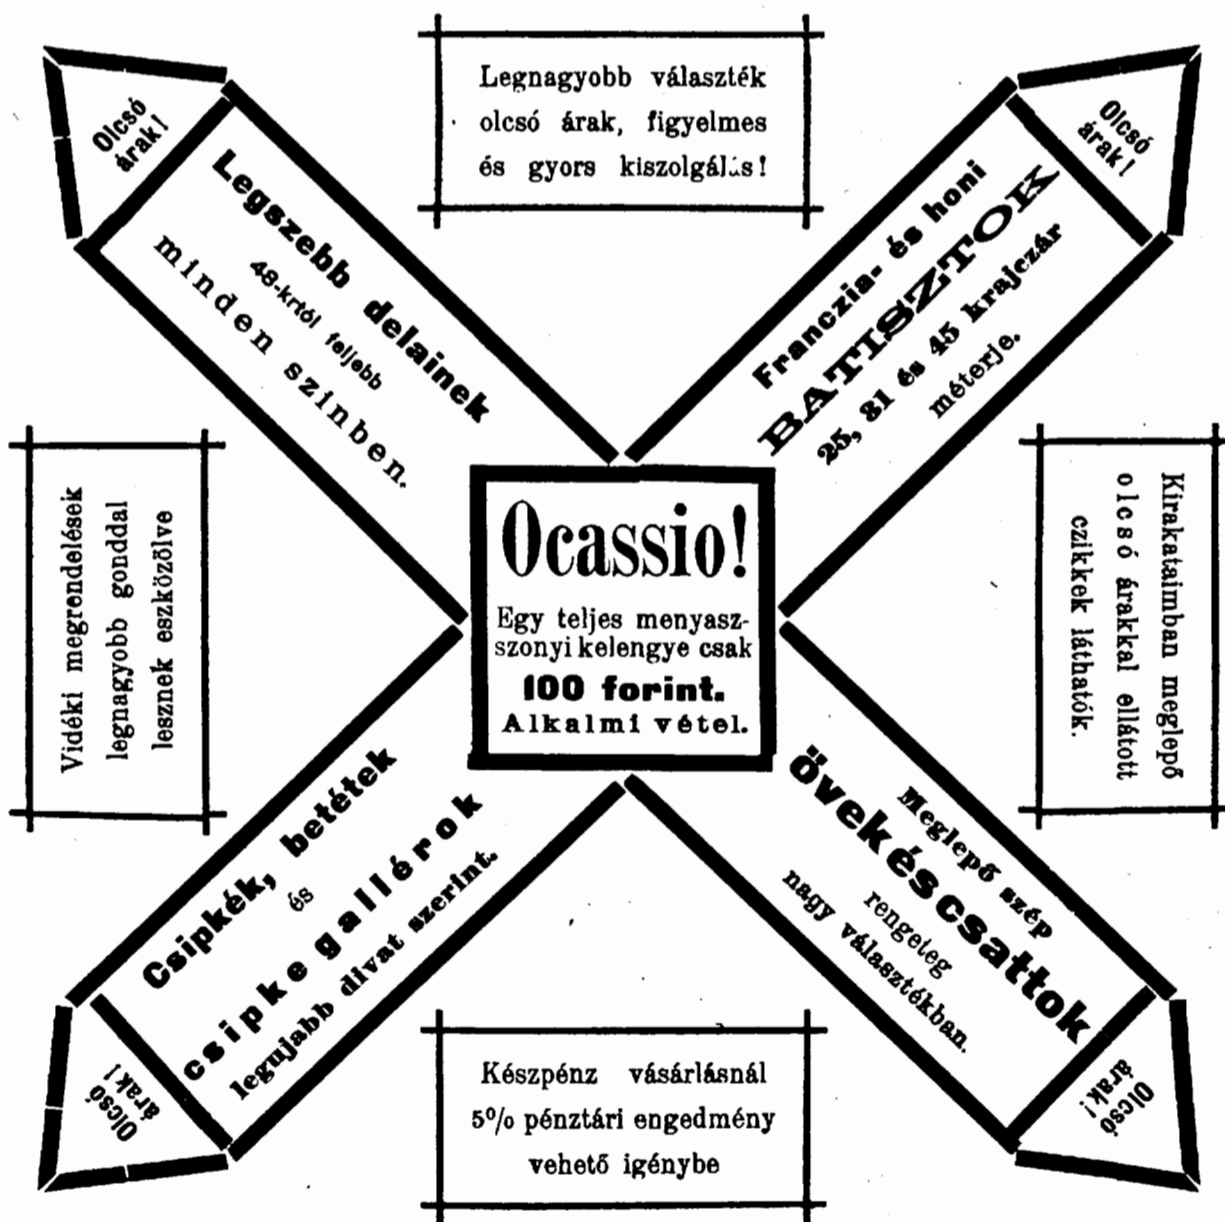 Legnagyobb választék
olcsó árak, figyelmes
és gyors kiszolgálás!
Olcsó
árak!
Legszebb delainek
48-krtól feljebb
minden szinben.
Olcsó
árak!
Franczia- és honi
BATISZTOK
25, 31 és 45 krajczár
méterje.
Vidéki megrendelések
legnagyobb gonddal
lesznek eszközölve
Ocassio!
Egy teljes menyasz-
szonyi kelengye csak
100 forint.
Alkalmi vétel.
Kirakataimban meglepő
olcsó árakkal ellátott
czikkek láthatók.
Csipkék, betétek
és
csipkegallérok
legujabb divat szerint.
Olcsó
árak!
Meglepő szép
övekéscsattok
rengeteg
nagy választékban.
Olcsó
árak!
Készpénz vásárlásnál
5% pénztári engedmény
vehető igénybe